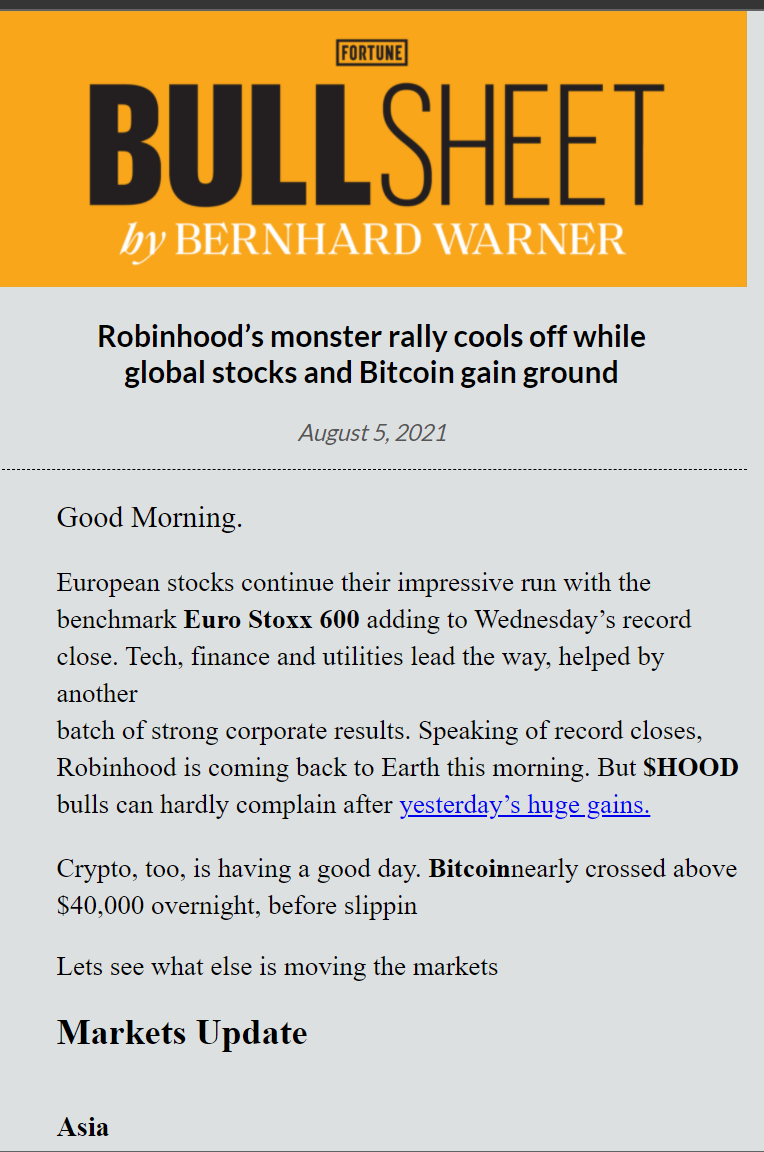 FORTUNE
BULLSHEET
by BERNHARD WARNER
Robinhood’s monster rally cools off while
global stocks and Bitcoin gain ground
August 5, 2021
Good Morning.
European stocks continue their impressive run with the
benchmark Euro Stoxx 600 adding to Wednesday’s record
close. Tech, finance and utilities lead the way, helped by
another
batch of strong corporate results. Speaking of record closes,
Robinhood is coming back to Earth this morning. But $HOOD
bulls can hardly complain after yesterday’s huge gains.
Crypto, too, is having a good day. Bitcoinnearly crossed above
$40,000 overnight, before slippin
Lets see what else is moving the markets
Markets Update
Asia